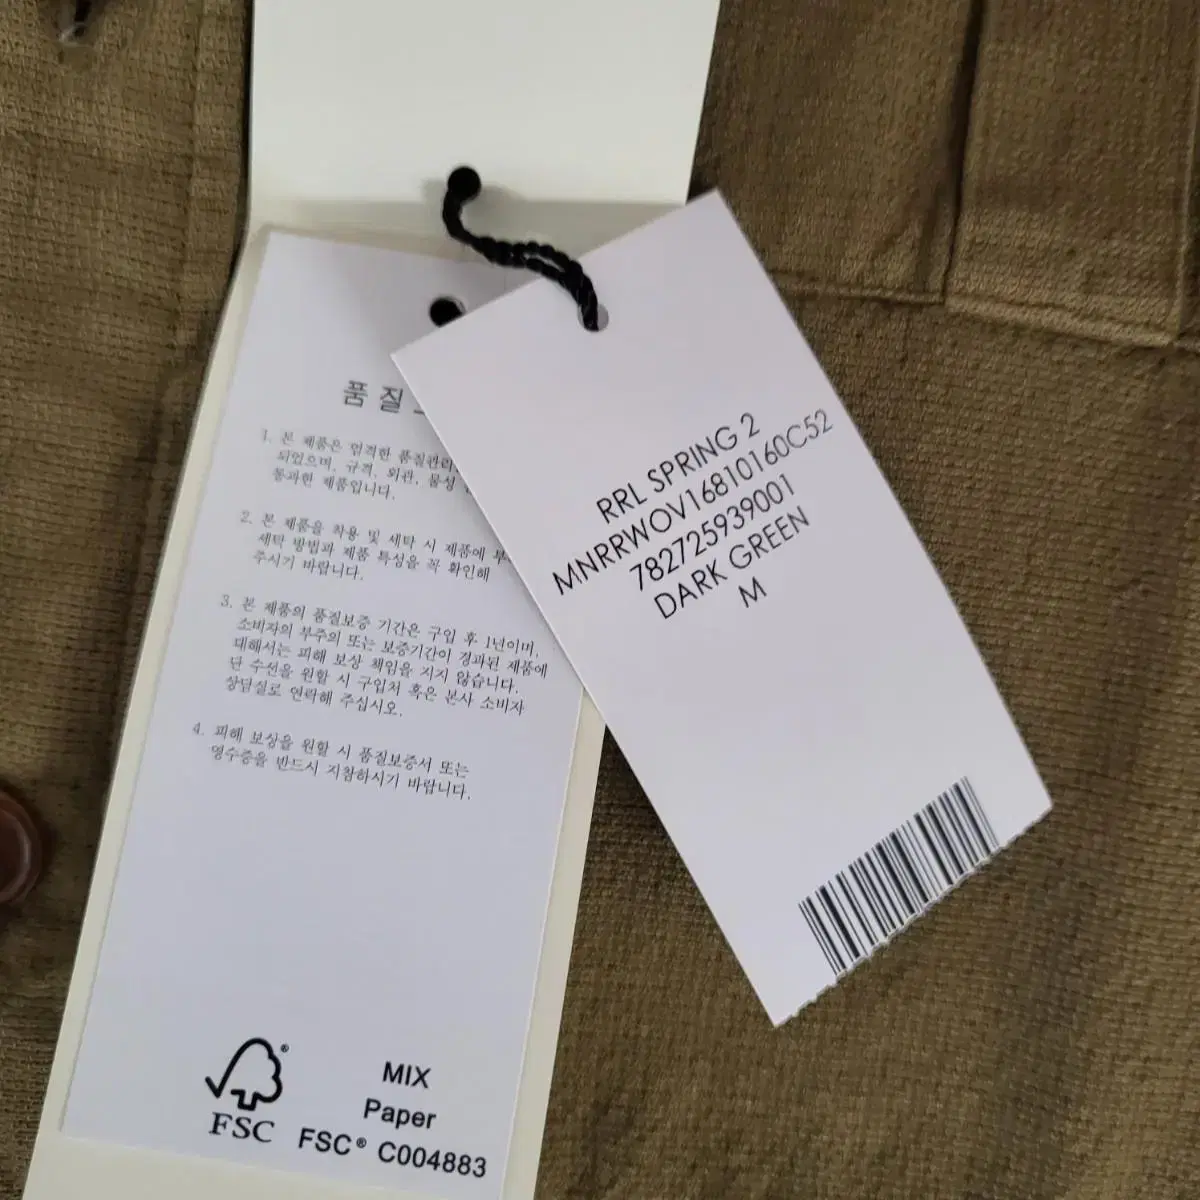 품 질
1. 본 제품은 엄격한 품질관리
되었으며, 규격, 외관, 물성
통과한 제품입니다.
2. 본 제품을 착용 및 세탁 시 제품에
세탁 방법과 제품 특성을 꼭 확인해
주시기 바랍니다.
3. 본 제품의 품질보증 기간은 구입 후 1년이며,
소비자의 부주의 또는 보증기간이 경과된 제품에
대해서는 피해 보상 책임을 지지 않습니다.
단 수선을 원할 시 구입처 혹은 본사 소비자
상담실로 연락해 주십시오.
4. 피해 보상을 원할 시 품질보증서 또는
영수증을 반드시 지참하시기 바랍니다.
FSC
MIX
Paper
FSC® C004883
RRL SPRING 2
MNRRWOV16810160C52
782725939001
DARK GREEN
M